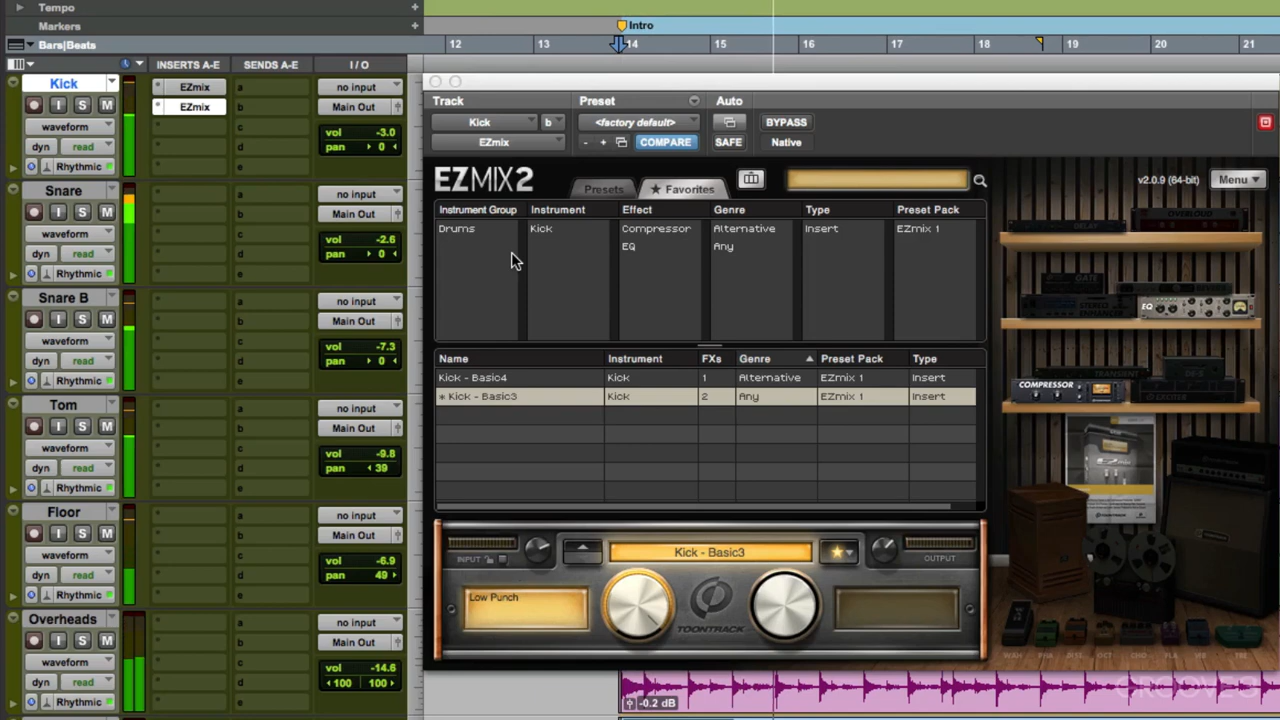 Tempo +
Markers +
Intro
Bars|Beats
12 13 14 15 16 17 18 19 20 21
INSERTS A-E SENDS A-E I / O
Kick
EZmix a no input
I S M EZmix b Main Out
waveform c vol -3.0
dyn read d pan 0
Rhythmic e
Snare
a no input
I S M b Main Out
waveform c vol -2.6
dyn read d pan 0
Rhythmic e
Snare B
a no input
I S M b Main Out
waveform c vol -7.3
dyn read d pan 0
Rhythmic e
Tom
a no input
I S M b Main Out
waveform c vol -9.8
dyn read d pan 39
Rhythmic e
Floor
a no input
I S M b Main Out
waveform c vol -6.9
dyn read d pan 49
Rhythmic e
Overheads
a no input
I S M b Main Out
waveform c vol -14.6
dyn read d 100 100
Rhythmic e
Track Preset Auto
Kick b <factory default> BYPASS
EZmix - + COMPARE SAFE Native
EZMIX2 Presets ★ Favorites v2.0.9 (64-bit) Menu
Instrument Group Instrument Effect Genre Type Preset Pack
Drums Kick Compressor Alternative Insert EZmix 1
EQ Any
Name Instrument FXs Genre Preset Pack Type
Kick - Basic4 Kick 1 Alternative EZmix 1 Insert
* Kick - Basic3 Kick 2 Any EZmix 1 Insert
INPUT Kick - Basic3 OUTPUT
Low Punch
TOONTRACK
DELAY OVERLOUD
EQ
TRANSIENT DE-S
COMPRESSOR EXCITER
-0.2 dB
GROOVE3